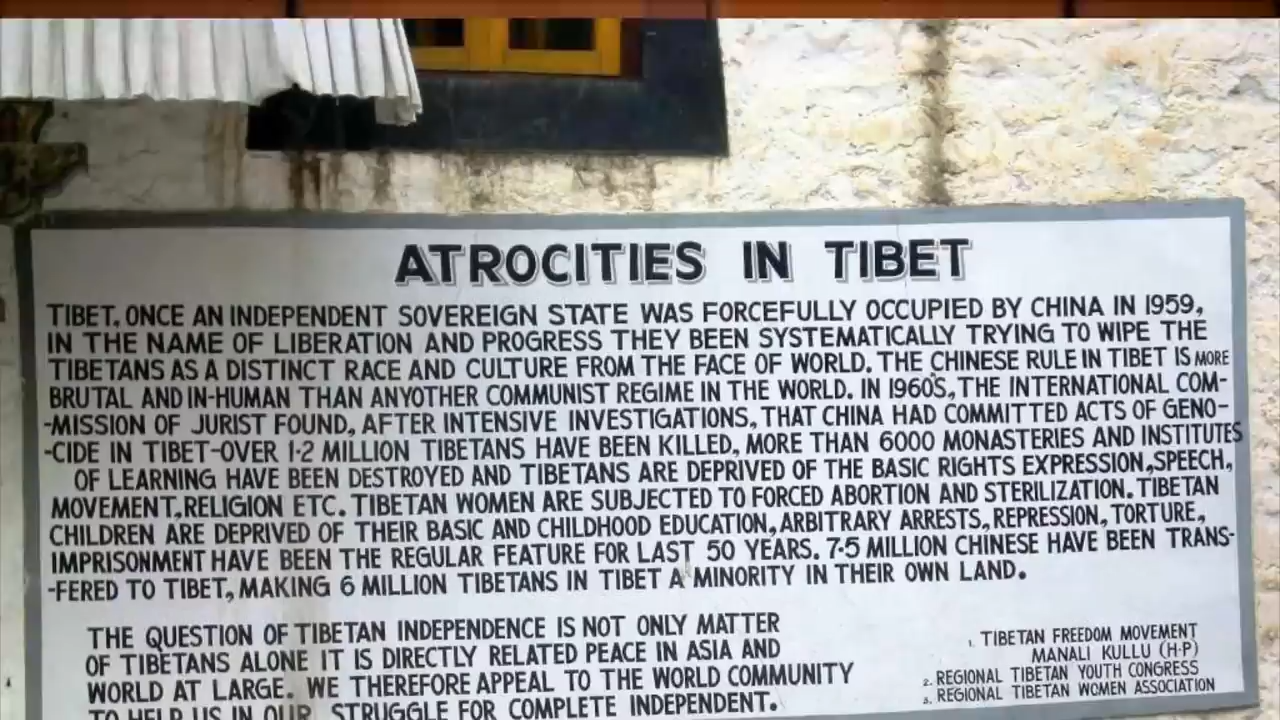 ATROCITIES IN TIBET
TIBET. ONCE AN INDEPENDENT SOVEREIGN STATE WAS FORCEFULLY OCCUPIED BY CHINA IN 1959,
IN THE NAME OF LIBERATION AND PROGRESS THEY BEEN SYSTEMATICALLY TRYING TO WIPE THE
TIBETANS AS A DISTINCT RACE AND CULTURE FROM THE FACE OF WORLD. THE CHINESE RULE IN TIBET IS MORE
BRUTAL AND IN-HUMAN THAN ANYOTHER COMMUNIST REGIME IN THE WORLD. IN 1960'S, THE INTERNATIONAL COM-
-MISSION OF JURIST FOUND, AFTER INTENSIVE INVESTIGATIONS, THAT CHINA HAD COMMITTED ACTS OF GENO-
-CIDE IN TIBET-OVER 1·2 MILLION TIBETANS HAVE BEEN KILLED, MORE THAN 6000 MONASTERIES AND INSTITUTES
OF LEARNING HAVE BEEN DESTROYED AND TIBETANS ARE DEPRIVED OF THE BASIC RIGHTS EXPRESSION, SPEECH,
MOVEMENT, RELIGION ETC. TIBETAN WOMEN ARE SUBJECTED TO FORCED ABORTION AND STERILIZATION. TIBETAN
CHILDREN ARE DEPRIVED OF THEIR BASIC AND CHILDHOOD EDUCATION, ARBITRARY ARRESTS, REPRESSION, TORTURE,
IMPRISONMENT HAVE BEEN THE REGULAR FEATURE FOR LAST 50 YEARS. 7·5 MILLION CHINESE HAVE BEEN TRANS-
-FERED TO TIBET, MAKING 6 MILLION TIBETANS IN TIBET A MINORITY IN THEIR OWN LAND.
THE QUESTION OF TIBETAN INDEPENDENCE IS NOT ONLY MATTER
OF TIBETANS ALONE IT IS DIRECTLY RELATED PEACE IN ASIA AND
WORLD AT LARGE. WE THEREFORE APPEAL TO THE WORLD COMMUNITY
TO HELP US IN OUR STRUGGLE FOR COMPLETE INDEPENDENT.
1. TIBETAN FREEDOM MOVEMENT
MANALI KULLU (H·P)
2. REGIONAL TIBETAN YOUTH CONGRESS
3. REGIONAL TIBETAN WOMEN ASSOCIATION